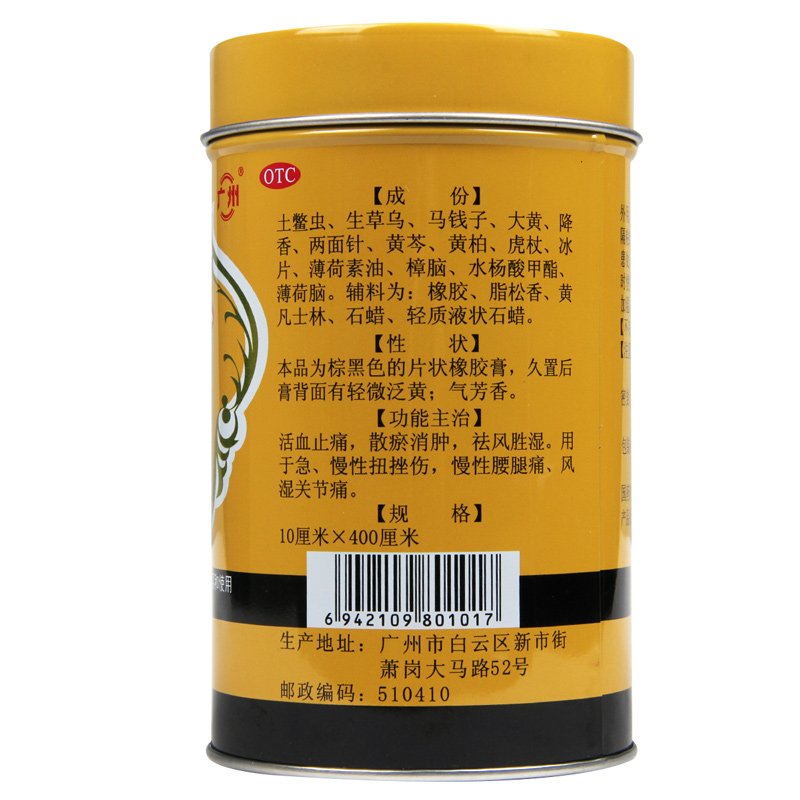 广州®
OTC
【成 份】
土鳖虫、生草乌、马钱子、大黄、降
香、两面针、黄芩、黄柏、虎杖、冰
片、薄荷素油、樟脑、水杨酸甲酯、
薄荷脑。辅料为：橡胶、脂松香、黄
凡士林、石蜡、轻质液状石蜡。
【性 状】
本品为棕黑色的片状橡胶膏，久置后
膏背面有轻微泛黄；气芳香。
【功能主治】
活血止痛，散瘀消肿，祛风胜湿。用
于急、慢性扭挫伤，慢性腰腿痛、风
湿关节痛。
【规 格】
10厘米×400厘米
使用
6 942109 801017
生产地址：广州市白云区新市街
萧岗大马路52号
邮政编码：510410